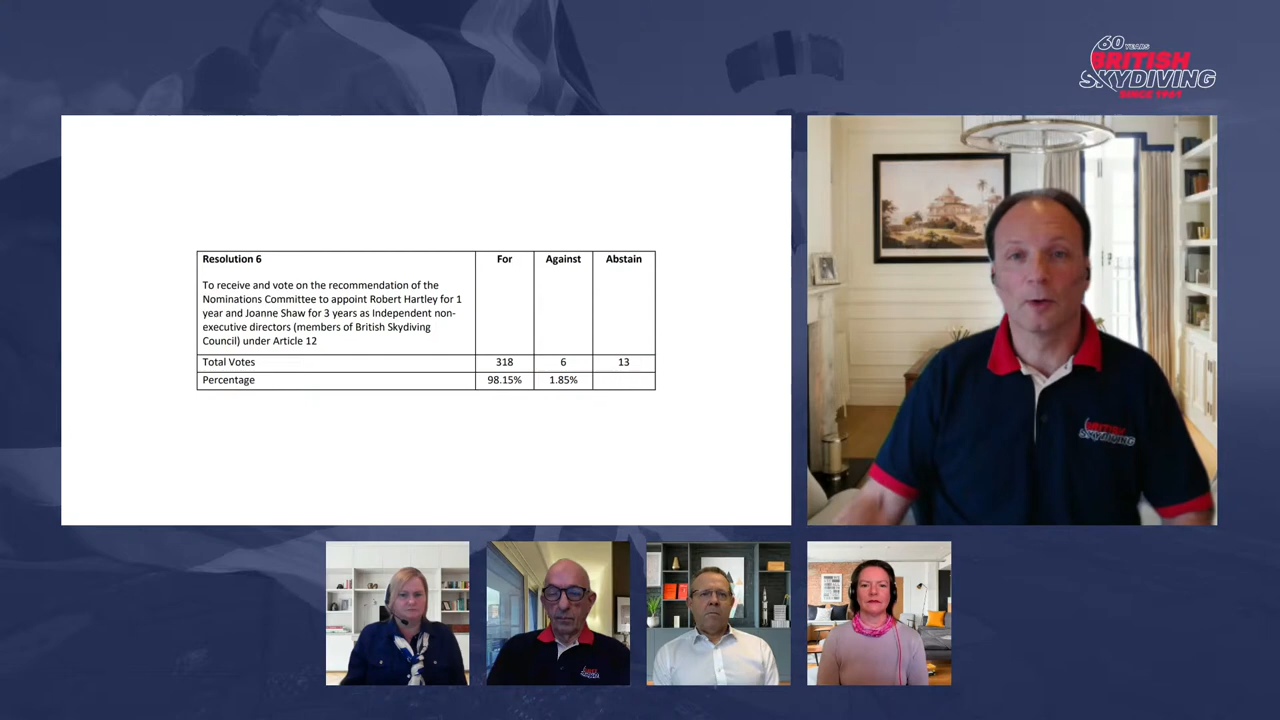 60 YEARS
BRITISH
SKYDIVING
SINCE 1961
Resolution 6
For
Against
Abstain
To receive and vote on the recommendation of the
Nominations Committee to appoint Robert Hartley for 1
year and Joanne Shaw for 3 years as Independent non-
executive directors (members of British Skydiving
Council) under Article 12
Total Votes
318
6
13
Percentage
98.15%
1.85%
BRITISH
SKYDIVING